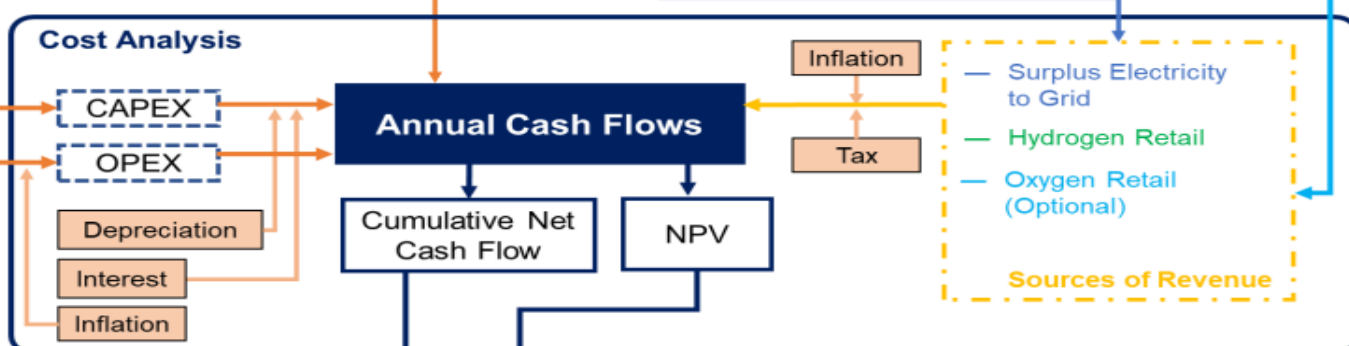 Cost Analysis
CAPEX
OPEX
Depreciation
Interest
Inflation
Annual Cash Flows
Cumulative Net
Cash Flow
NPV
Inflation
Tax
— Surplus Electricity
to Grid
— Hydrogen Retail
— Oxygen Retail
(Optional)
Sources of Revenue